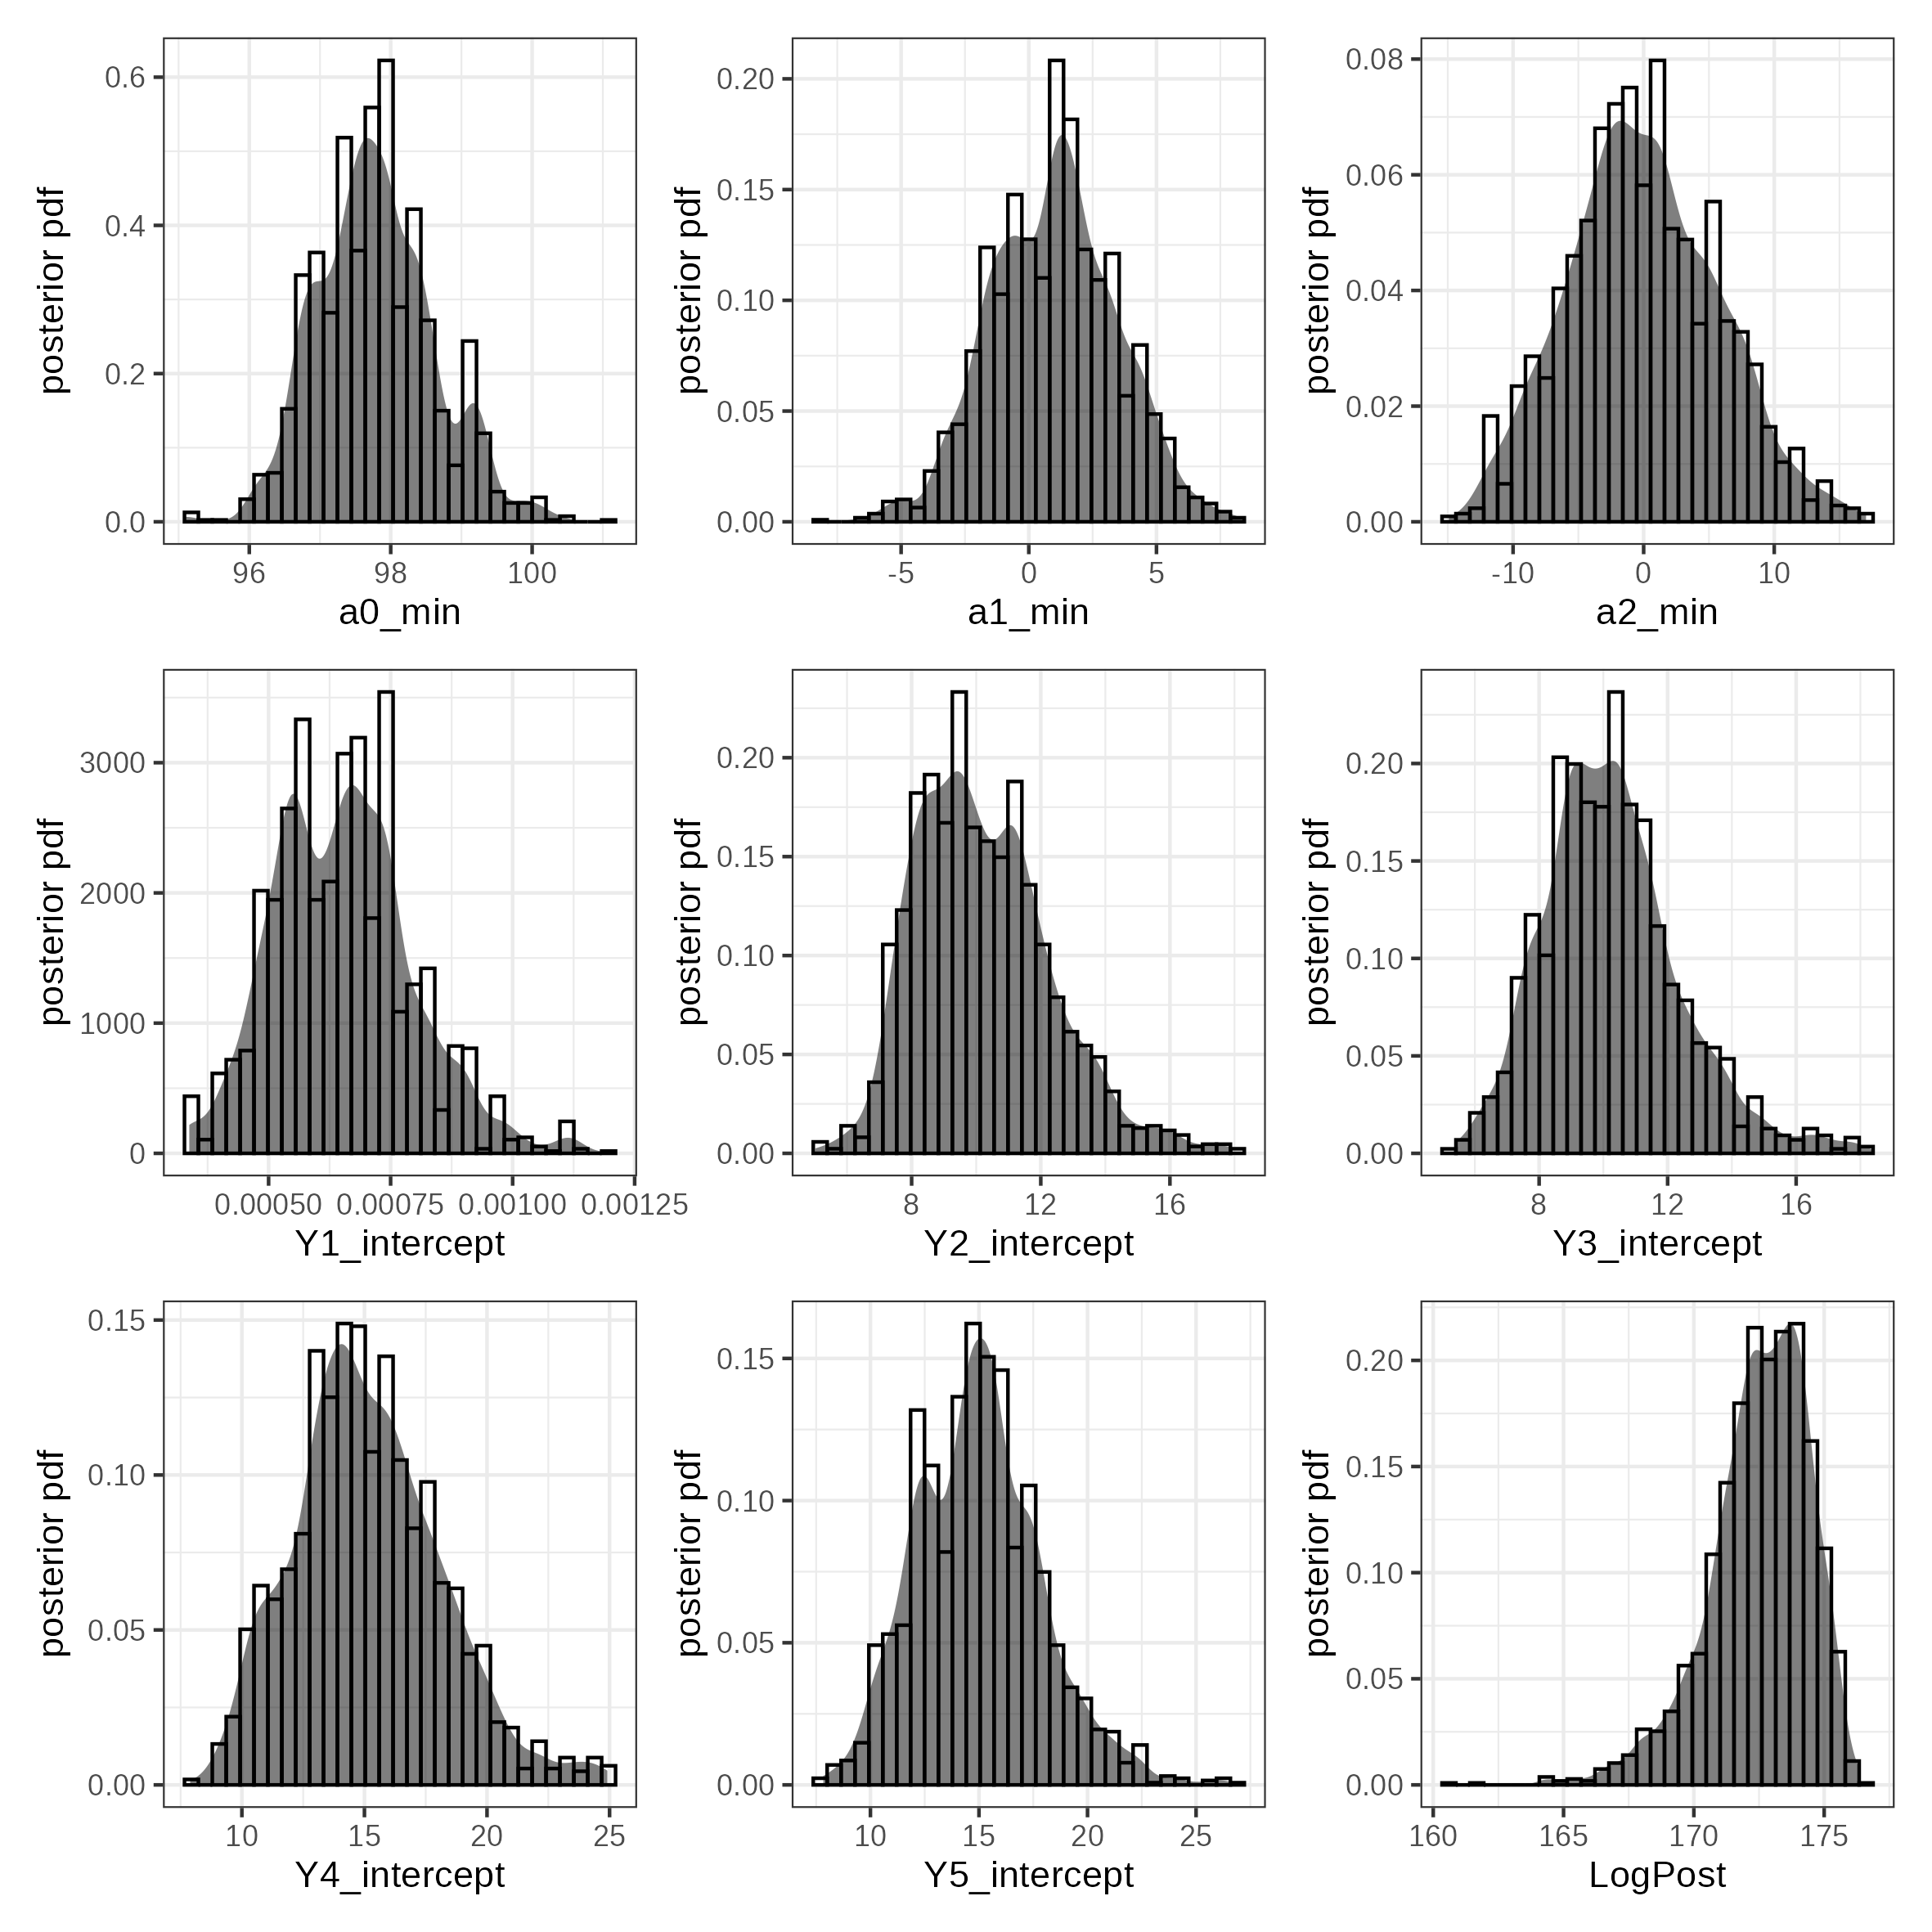 posterior pdf
0.6
0.4
0.2
0.0
96 98 100
a0_min
posterior pdf
0.20
0.15
0.10
0.05
0.00
-5 0 5
a1_min
posterior pdf
0.08
0.06
0.04
0.02
0.00
-10 0 10
a2_min
posterior pdf
3000
2000
1000
0
0.00050 0.00075 0.00100 0.00125
Y1_intercept
posterior pdf
0.20
0.15
0.10
0.05
0.00
8 12 16
Y2_intercept
posterior pdf
0.20
0.15
0.10
0.05
0.00
8 12 16
Y3_intercept
posterior pdf
0.15
0.10
0.05
0.00
10 15 20 25
Y4_intercept
posterior pdf
0.15
0.10
0.05
0.00
10 15 20 25
Y5_intercept
posterior pdf
0.20
0.15
0.10
0.05
0.00
160 165 170 175
LogPost